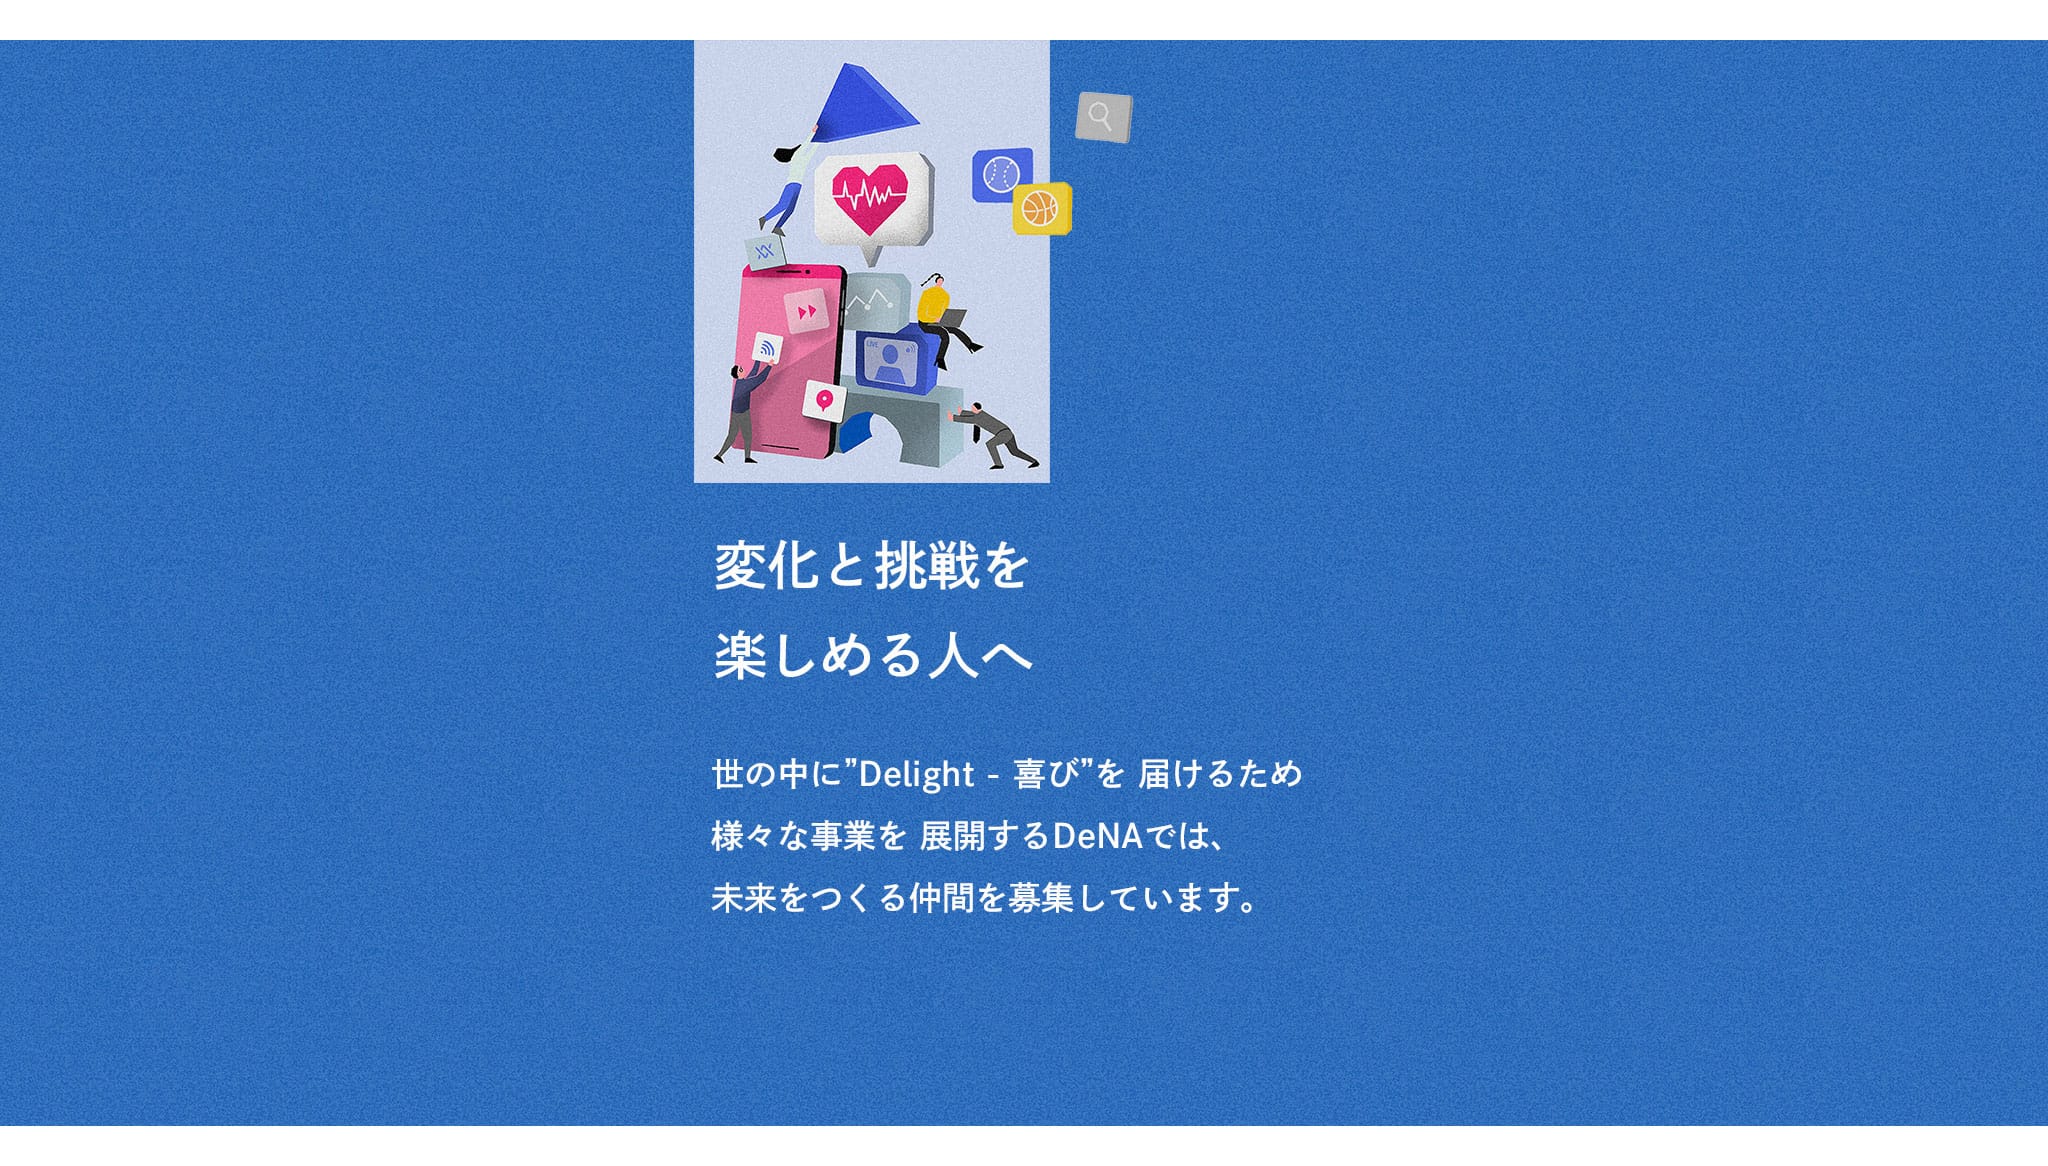 LIVE
変化と挑戦を
楽しめる人へ
世の中に”Delight - 喜び”を 届けるため
様々な事業を 展開するDeNAでは、
未来をつくる仲間を募集しています。